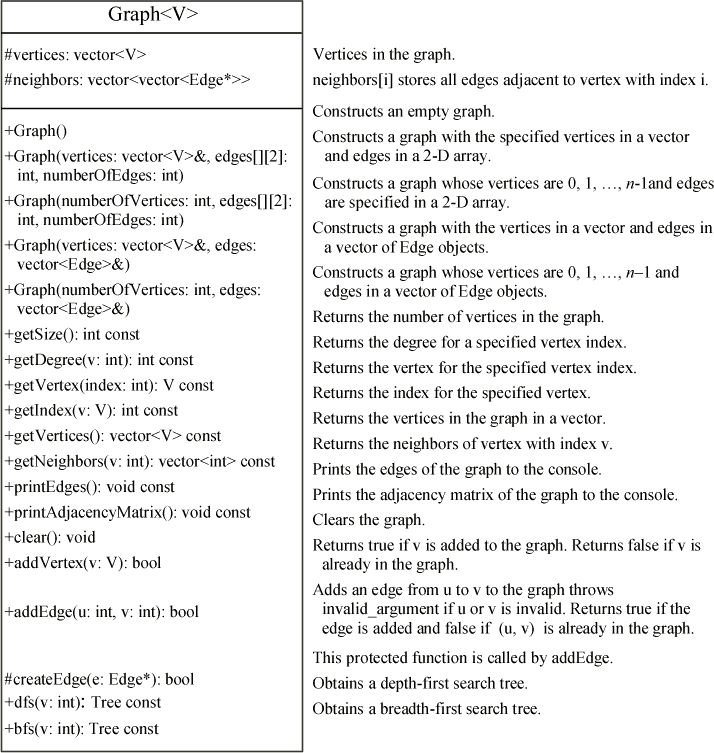 Graph<V>
#vertices: vector<V>
#neighbors: vector<vector<Edge*>>
+Graph()
+Graph(vertices: vector<V>&, edges[][2]:
int, numberOfEdges: int)
+Graph(numberOfVertices: int, edges[][2]:
int, numberOfEdges: int)
+Graph(vertices: vector<V>&, edges:
vector<Edge>&)
+Graph(numberOfVertices: int, edges:
vector<Edge>&)
+getSize(): int const
+getDegree(v: int): int const
+getVertex(index: int): V const
+getIndex(v: V): int const
+getVertices(): vector<V> const
+getNeighbors(v: int): vector<int> const
+printEdges(): void const
+printAdjacencyMatrix(): void const
+clear(): void
+addVertex(v: V): bool
+addEdge(u: int, v: int): bool
#createEdge(e: Edge*): bool
+dfs(v: int): Tree const
+bfs(v: int): Tree const
Vertices in the graph.
neighbors[i] stores all edges adjacent to vertex with index i.
Constructs an empty graph.
Constructs a graph with the specified vertices in a vector
and edges in a 2-D array.
Constructs a graph whose vertices are 0, 1, …, n-1and edges
are specified in a 2-D array.
Constructs a graph with the vertices in a vector and edges in
a vector of Edge objects.
Constructs a graph whose vertices are 0, 1, …, n–1 and
edges in a vector of Edge objects.
Returns the number of vertices in the graph.
Returns the degree for a specified vertex index.
Returns the vertex for the specified vertex index.
Returns the index for the specified vertex.
Returns the vertices in the graph in a vector.
Returns the neighbors of vertex with index v.
Prints the edges of the graph to the console.
Prints the adjacency matrix of the graph to the console.
Clears the graph.
Returns true if v is added to the graph. Returns false if v is
already in the graph.
Adds an edge from u to v to the graph throws
invalid_argument if u or v is invalid. Returns true if the
edge is added and false if (u, v) is already in the graph.
This protected function is called by addEdge.
Obtains a depth-first search tree.
Obtains a breadth-first search tree.